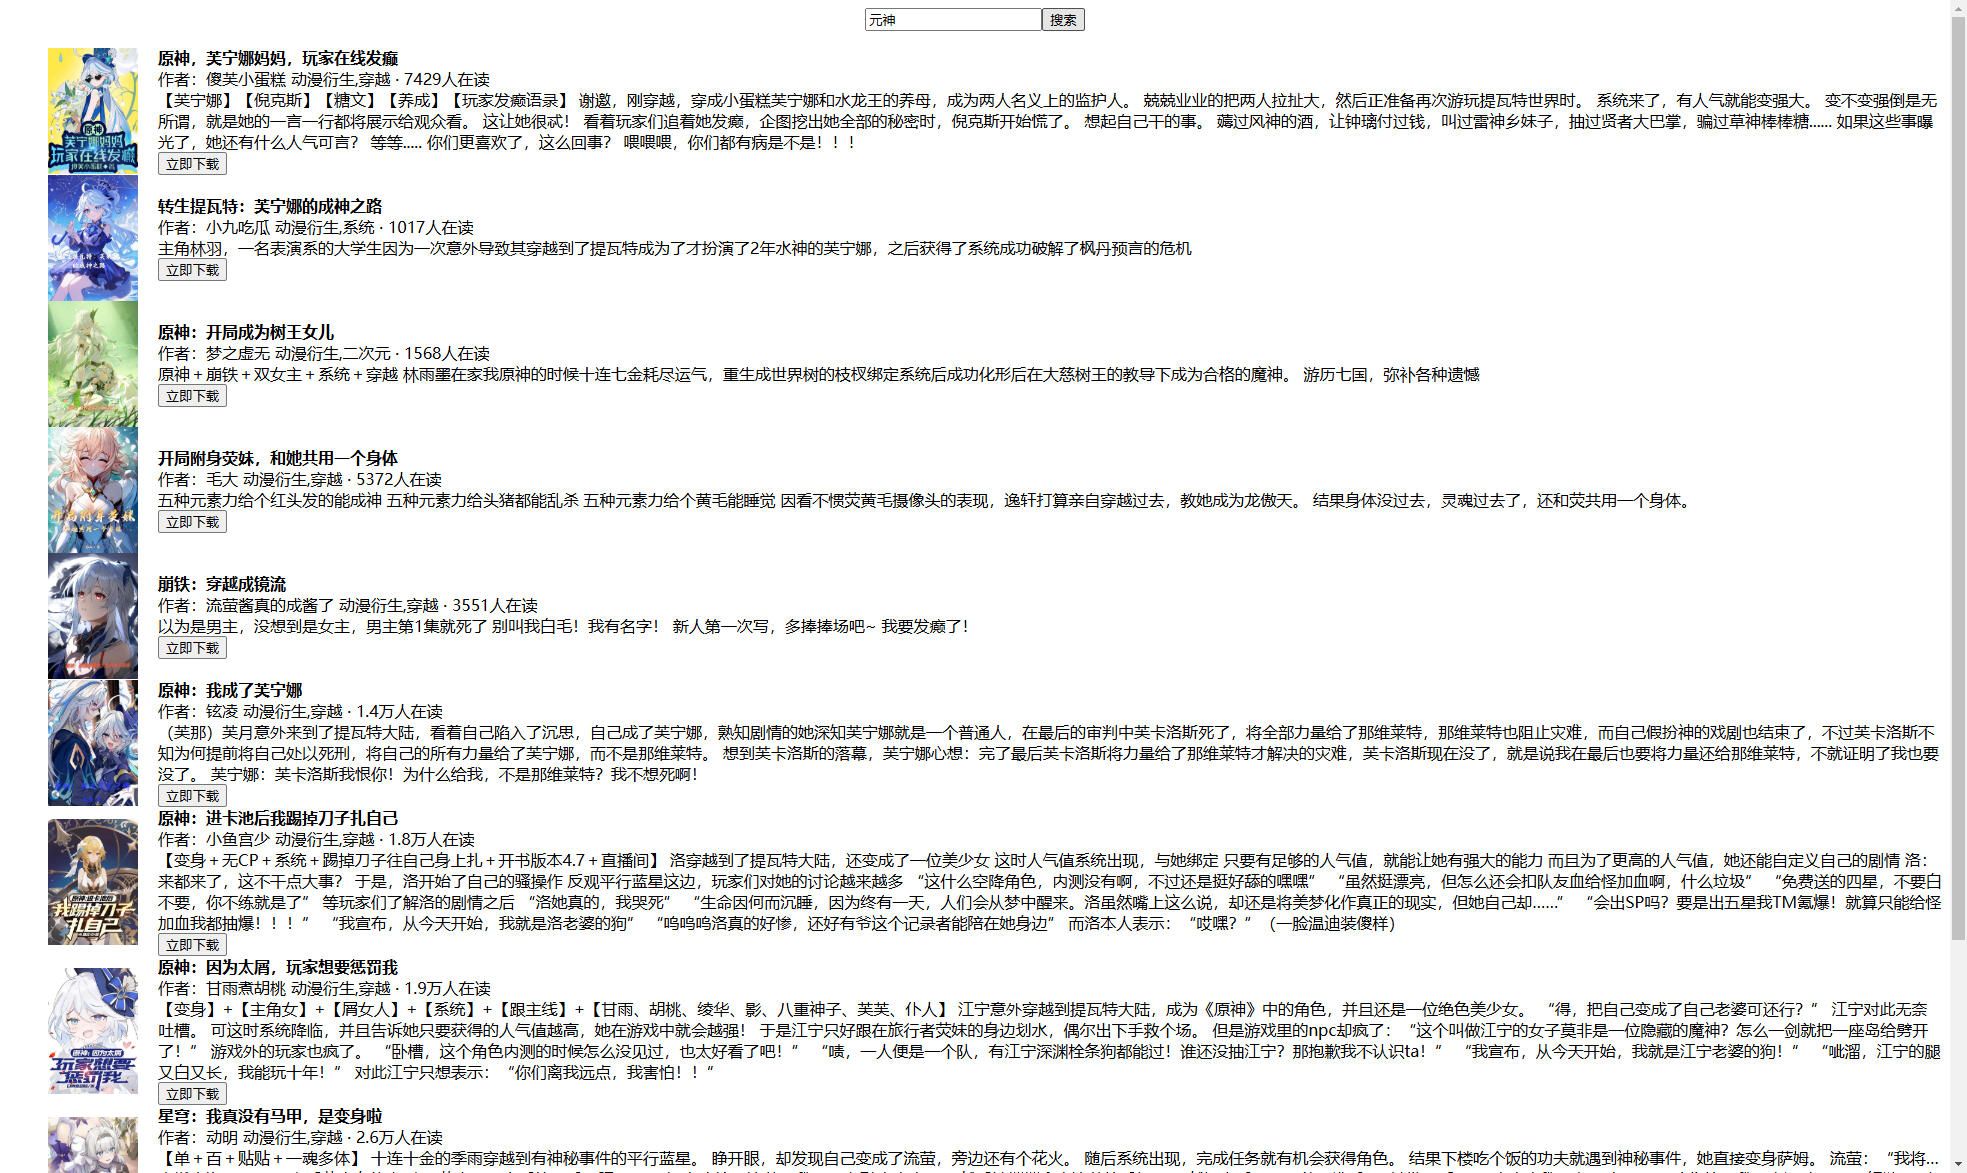 元神 搜索
原神，芙宁娜妈妈，玩家在线发癫
作者：傻芙小蛋糕 动漫衍生,穿越 · 7429人在读
【芙宁娜】【倪克斯】【糖文】【养成】【玩家发癫语录】 谢邀，刚穿越，穿成小蛋糕芙宁娜和水龙王的养母，成为两人名义上的监护人。 兢兢业业的把两人拉扯大，然后正准备再次游玩提瓦特世界时。 系统来了，有人气就能变强大。 变不变强倒是无
所谓，就是她的一言一行都将展示给观众看。 这让她很忒！ 看着玩家们追着她发癫，企图挖出她全部的秘密时，倪克斯开始慌了。 想起自己干的事。 薅过风神的酒，让钟璃付过钱，叫过雷神乡妹子，抽过贤者大巴掌，骗过草神棒棒糖...... 如果这些事曝
光了，她还有什么人气可言？ 等等..... 你们更喜欢了，这么回事？ 喂喂喂，你们都有病是不是！！！
立即下载
转生提瓦特：芙宁娜的成神之路
作者：小九吃瓜 动漫衍生,系统 · 1017人在读
主角林羽，一名表演系的大学生因为一次意外导致其穿越到了提瓦特成为了才扮演了2年水神的芙宁娜，之后获得了系统成功破解了枫丹预言的危机
立即下载
原神：开局成为树王女儿
作者：梦之虚无 动漫衍生,二次元 · 1568人在读
原神＋崩铁＋双女主＋系统＋穿越 林雨墨在家我原神的时候十连七金耗尽运气，重生成世界树的枝杈绑定系统后成功化形后在大慈树王的教导下成为合格的魔神。 游历七国，弥补各种遗憾
立即下载
开局附身荧妹，和她共用一个身体
作者：毛大 动漫衍生,穿越 · 5372人在读
五种元素力给个红头发的能成神 五种元素力给头猪都能乱杀 五种元素力给个黄毛能睡觉 因看不惯荧黄毛摄像头的表现，逸轩打算亲自穿越过去，教她成为龙傲天。 结果身体没过去，灵魂过去了，还和荧共用一个身体。
立即下载
崩铁：穿越成镜流
作者：流萤酱真的成酱了 动漫衍生,穿越 · 3551人在读
以为是男主，没想到是女主，男主第1集就死了 别叫我白毛！我有名字！ 新人第一次写，多捧捧场吧~ 我要发癫了！
立即下载
原神：我成了芙宁娜
作者：铉凌 动漫衍生,穿越 · 1.4万人在读
（芙那）芙月意外来到了提瓦特大陆，看着自己陷入了沉思，自己成了芙宁娜，熟知剧情的她深知芙宁娜就是一个普通人，在最后的审判中芙卡洛斯死了，将全部力量给了那维莱特，那维莱特也阻止灾难，而自己假扮神的戏剧也结束了，不过芙卡洛斯不
知为何提前将自己处以死刑，将自己的所有力量给了芙宁娜，而不是那维莱特。 想到芙卡洛斯的落幕，芙宁娜心想：完了最后芙卡洛斯将力量给了那维莱特才解决的灾难，芙卡洛斯现在没了，就是说我在最后也要将力量还给那维莱特，不就证明了我也要
没了。 芙宁娜：芙卡洛斯我恨你！为什么给我，不是那维莱特？我不想死啊！
立即下载
原神：进卡池后我踢掉刀子扎自己
作者：小鱼宫少 动漫衍生,穿越 · 1.8万人在读
【变身＋无CP＋系统＋踢掉刀子往自己身上扎＋开书版本4.7＋直播间】 洛穿越到了提瓦特大陆，还变成了一位美少女 这时人气值系统出现，与她绑定 只要有足够的人气值，就能让她有强大的能力 而且为了更高的人气值，她还能自定义自己的剧情 洛：
来都来了，这不干点大事？ 于是，洛开始了自己的骚操作 反观平行蓝星这边，玩家们对她的讨论越来越多 “这什么空降角色，内测没有啊，不过还是挺好舔的嘿嘿” “虽然挺漂亮，但怎么还会扣队友血给怪加血啊，什么垃圾” “免费送的四星，不要白
不要，你不练就是了” 等玩家们了解洛的剧情之后 “洛她真的，我哭死” “生命因何而沉睡，因为终有一天，人们会从梦中醒来。洛虽然嘴上这么说，却还是将美梦化作真正的现实，但她自己却......” “会出SP吗？要是出五星我TM氪爆！就算只能给怪
加血我都抽爆！！！” “我宣布，从今天开始，我就是洛老婆的狗” “呜呜呜洛真的好惨，还好有爷这个记录者能陪在她身边” 而洛本人表示：“哎嘿？”（一脸温迪装傻样）
立即下载
原神：因为太屑，玩家想要惩罚我
作者：甘雨煮胡桃 动漫衍生,穿越 · 1.9万人在读
【变身】+【主角女】+【屑女人】+【系统】+【跟主线】+【甘雨、胡桃、绫华、影、八重神子、芙芙、仆人】 江宁意外穿越到提瓦特大陆，成为《原神》中的角色，并且还是一位绝色美少女。 “得，把自己变成了自己老婆可还行？” 江宁对此无奈
吐槽。 可这时系统降临，并且告诉她只要获得的人气值越高，她在游戏中就会越强！ 于是江宁只好跟在旅行者荧妹的身边划水，偶尔出下手救个场。 但是游戏里的npc却疯了：“这个叫做江宁的女子莫非是一位隐藏的魔神？怎么一剑就把一座岛给劈开
了！” 游戏外的玩家也疯了。 “卧槽，这个角色内测的时候怎么没见过，也太好看了吧！” “啧，一人便是一个队，有江宁深渊栓条狗都能过！谁还没抽江宁？那抱歉我不认识ta！” “我宣布，从今天开始，我就是江宁老婆的狗！” “呲溜，江宁的腿
又白又长，我能玩十年！” 对此江宁只想表示：“你们离我远点，我害怕！！”
立即下载
星穹：我真没有马甲，是变身啦
作者：动明 动漫衍生,穿越 · 2.6万人在读
【单＋百＋贴贴＋一魂多体】 十连十金的季雨穿越到有神秘事件的平行蓝星。 睁开眼，却发现自己变成了流萤，旁边还有个花火。 随后系统出现，完成任务就有机会获得角色。 结果下楼吃个饭的功夫就遇到神秘事件，她直接变身萨姆。 流萤：“我将...